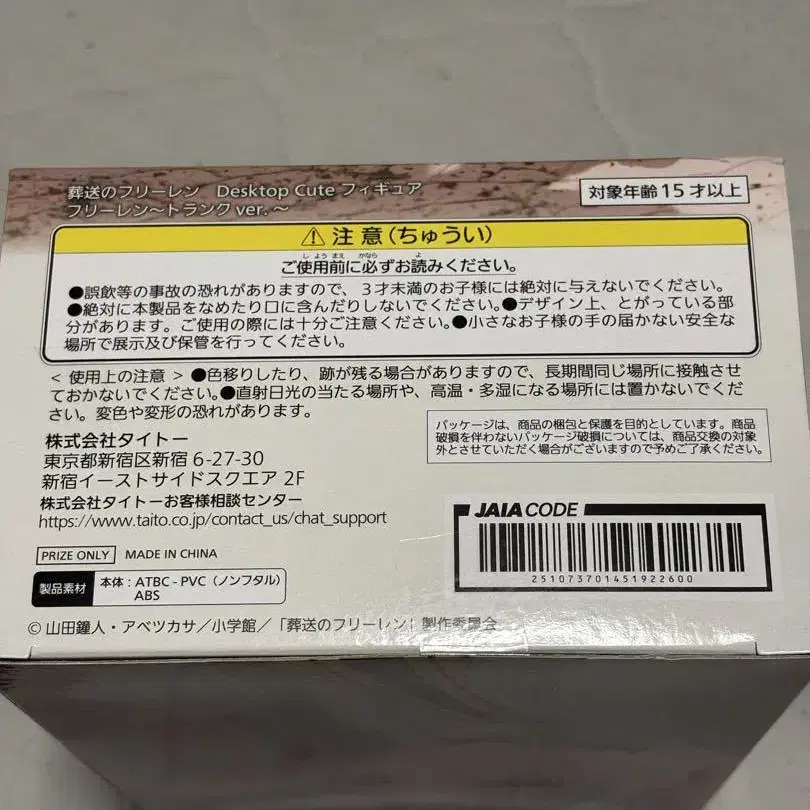 葬送のフリーレン Desktop Cute フィギュア
フリーレン～トランク ver. ～
対象年齢 15 才以上
⚠ 注 意 (ちゅうい)
ご使用前に必ずお読みください。
しようまえ かなら よ
●誤飲等の事故の恐れがありますので、３才未満のお子様には絶対に与えないでください。
●絶対に本製品をなめたり口に含んだりしないでください。●デザイン上、とがっている部
分があります。ご使用の際には十分ご注意ください。●小さなお子様の手の届かない安全な
場所で展示及び保管を行ってください。
< 使用上の注意 > ●色移りしたり、跡が残る場合がありますので、長期間同じ場所に接触させ
ておかないでください。●直射日光の当たる場所や、高温・多湿になる場所には置かないでくだ
さい。変色や変形の恐れがあります。
パッケージは、商品の梱包と保護を目的としています。商品
破損を伴わないパッケージ破損については、商品交換の対象
外とさせていただく場合がございますので予めご了承ください。
株式会社タイトー
東京都新宿区新宿 6-27-30
新宿イーストサイドスクエア 2F
株式会社タイトーお客様相談センター
https://www.taito.co.jp/contact_us/chat_support
JAIA CODE
251073701451922600
PRIZE ONLY MADE IN CHINA
製品素材 本体：ATBC - PVC（ノンフタル）
ABS
© 山田鐘人・アベツカサ／小学館／「葬送のフリーレン」製作委員会